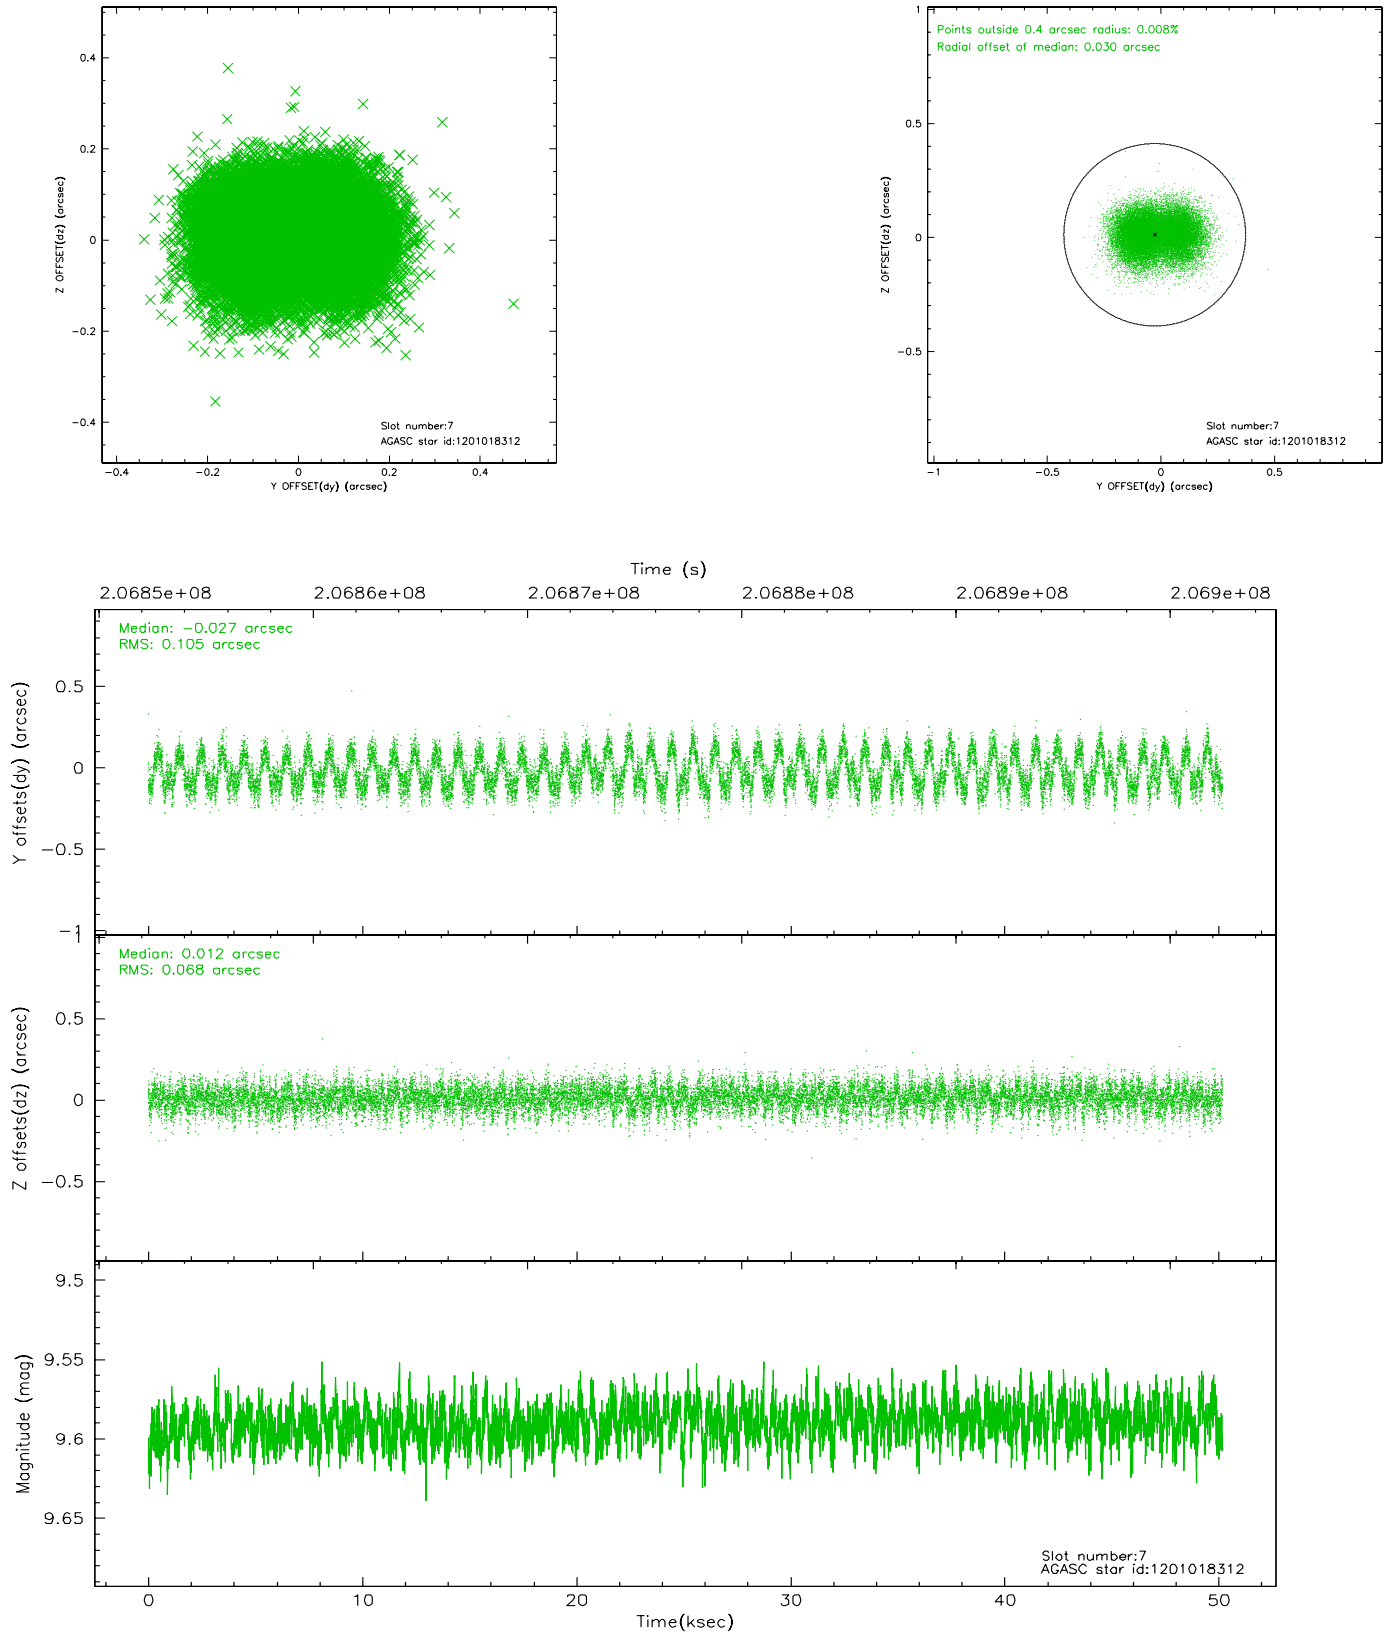 0.4
0.2
0
−0.2
−0.4
−0.4
−0.2
0
0.2
0.4
Z OFFSET(dz) (arcsec)
Y OFFSET(dy) (arcsec)
Slot number:7
AGASC star id:1201018312
Points outside 0.4 arcsec radius: 0.008%
Radial offset of median: 0.030 arcsec
1
0.5
0
−0.5
−1
−0.5
0
0.5
Z OFFSET(dz) (arcsec)
Y OFFSET(dy) (arcsec)
Slot number:7
AGASC star id:1201018312
Time (s)
2.0685e+08 2.0686e+08 2.0687e+08 2.0688e+08 2.0689e+08 2.069e+08
Median: −0.027 arcsec
RMS: 0.105 arcsec
0.5
0
−0.5
−1
Y offsets(dy) (arcsec)
Median: 0.012 arcsec
RMS: 0.068 arcsec
1
0.5
0
−0.5
Z offsets(dz) (arcsec)
9.5
9.55
9.6
9.65
Magnitude (mag)
Slot number:7
AGASC star id:1201018312
0 10 20 30 40 50
Time(ksec)